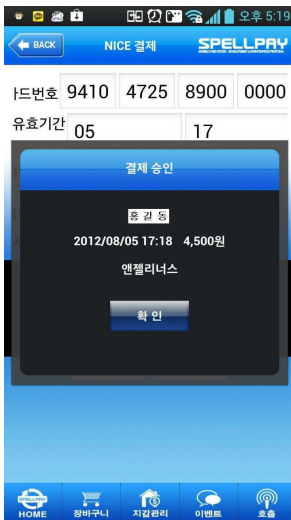 오후 5:19
BACK
NICE 결제
SPELLPAY
드번호 9410 4725 8900 0000
유효기간 05 17
결제 승인
홍 길 동
2012/08/05 17:18 4,500원
앤젤리너스
확 인
SPELLPAY
HOME 장바구니 지갑관리 이벤트 호출